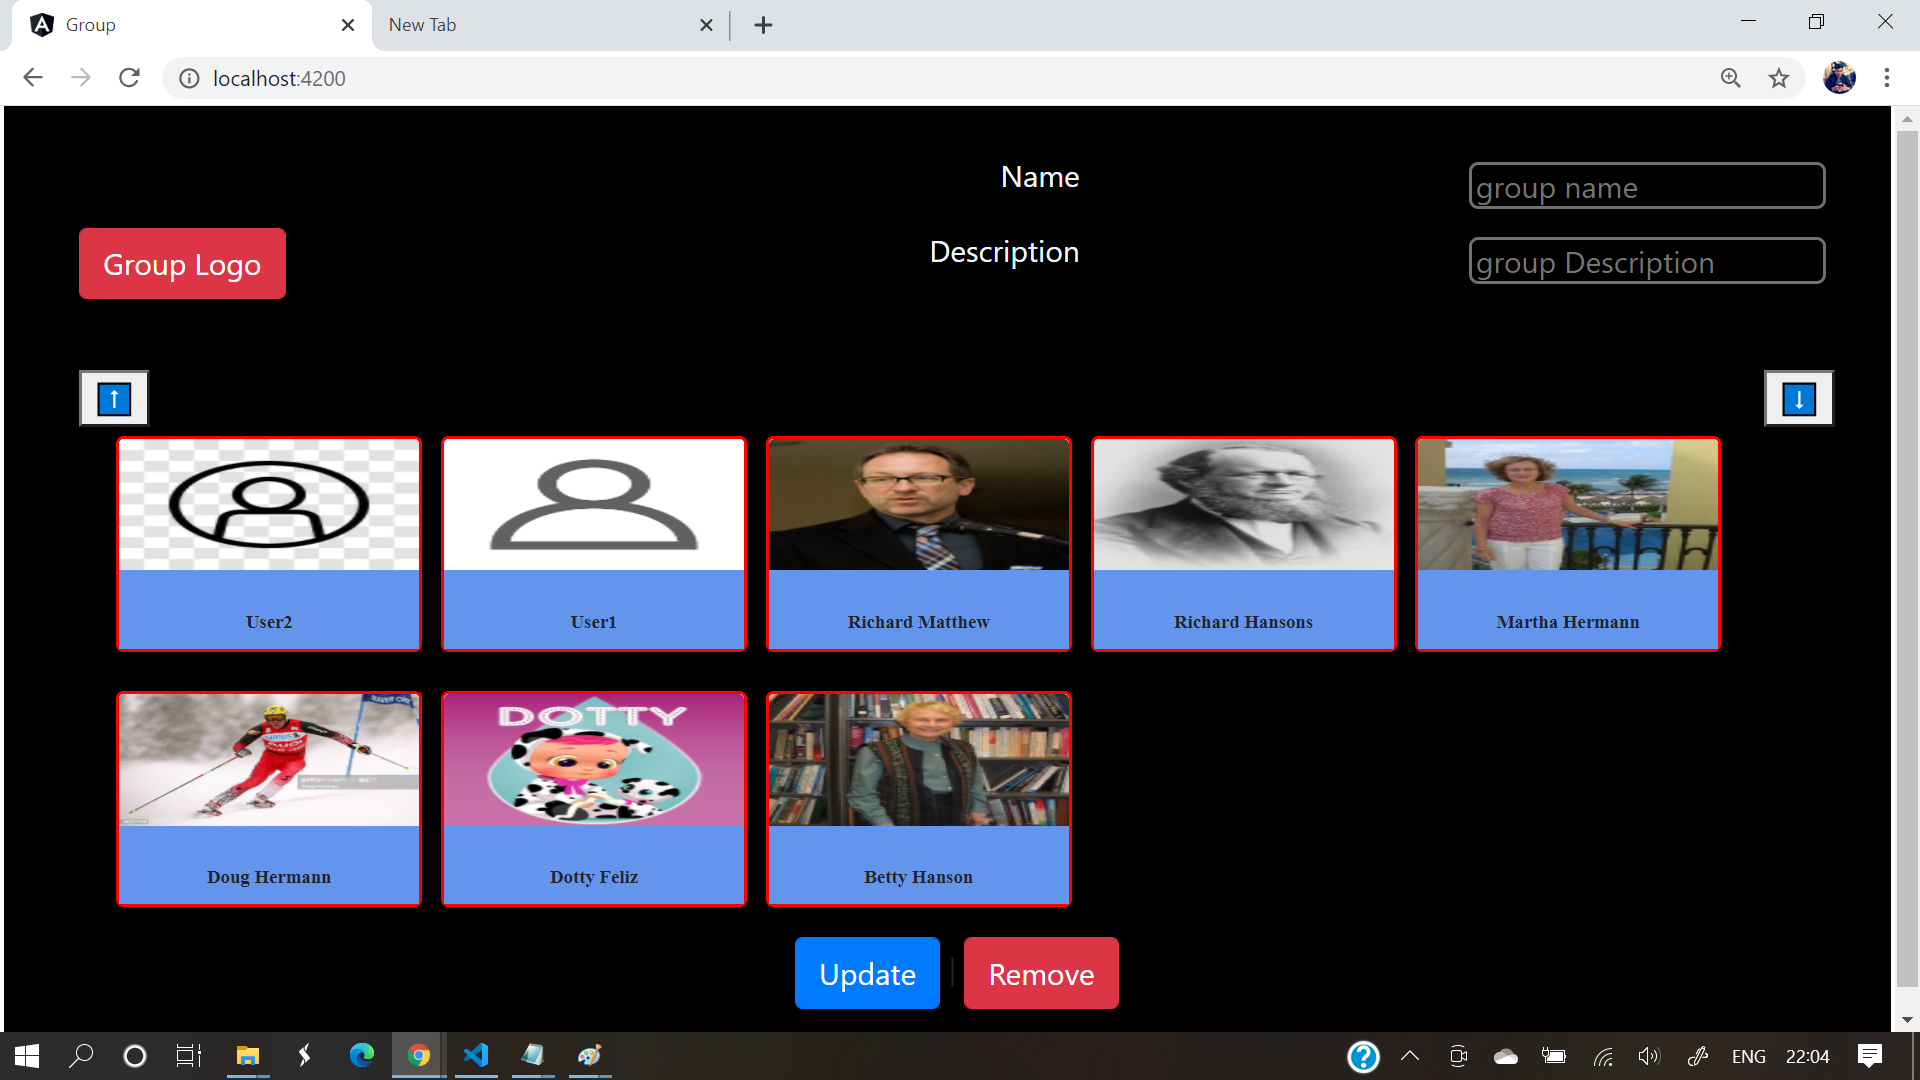 Group
New Tab
localhost:4200
Name
group name
Group Logo
Description
group Description
↑
↓
User2
User1
Richard Matthew
Richard Hansons
Martha Hermann
DOTTY
Doug Hermann
Dotty Feliz
Betty Hanson
Update
Remove
ENG
22:04